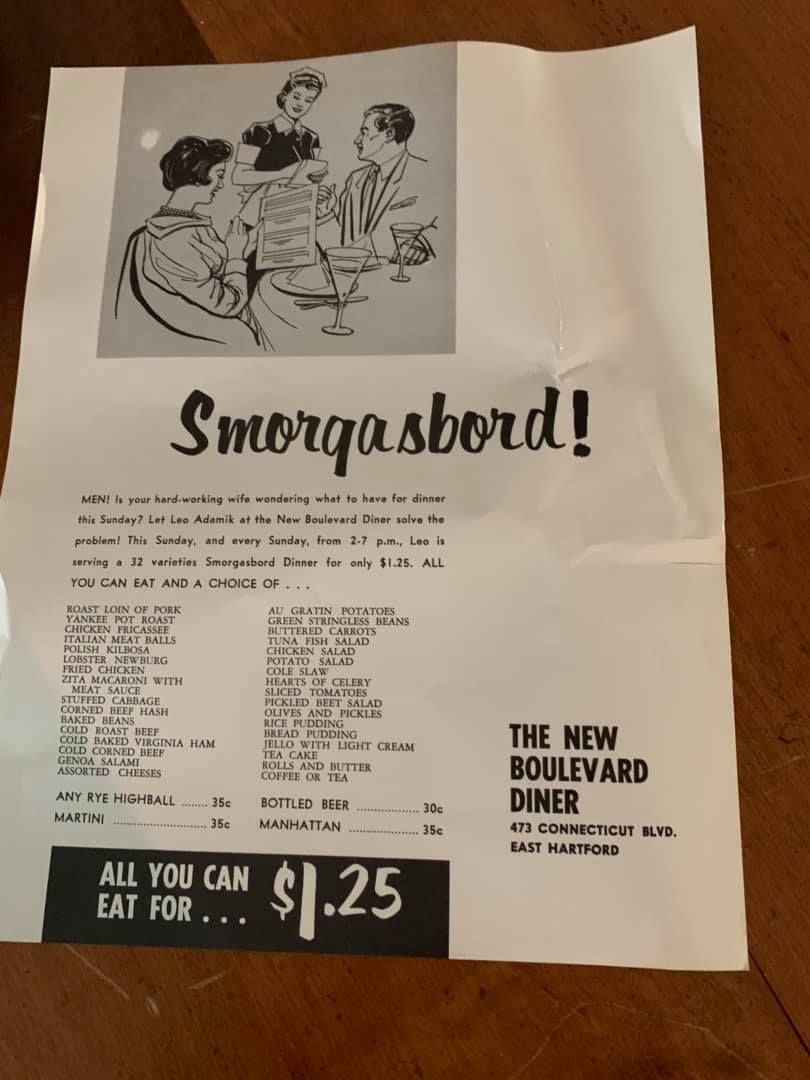 Smorgasbord!
MEN! Is your hard-working wife wondering what to have for dinner
this Sunday? Let Leo Adamik at the New Boulevard Diner solve the
problem! This Sunday, and every Sunday, from 2-7 p.m., Leo is
serving a 32 varieties Smorgasbord Dinner for only $1.25. ALL
YOU CAN EAT AND A CHOICE OF . . .
ROAST LOIN OF PORK
YANKEE POT ROAST
CHICKEN FRICASSEE
ITALIAN MEAT BALLS
POLISH KILBOSA
LOBSTER NEWBURG
FRIED CHICKEN
ZITA MACARONI WITH
MEAT SAUCE
STUFFED CABBAGE
CORNED BEEF HASH
BAKED BEANS
COLD ROAST BEEF
COLD BAKED VIRGINIA HAM
COLD CORNED BEEF
GENOA SALAMI
ASSORTED CHEESES
AU GRATIN POTATOES
GREEN STRINGLESS BEANS
BUTTERED CARROTS
TUNA FISH SALAD
CHICKEN SALAD
POTATO SALAD
COLE SLAW
HEARTS OF CELERY
SLICED TOMATOES
PICKLED BEET SALAD
OLIVES AND PICKLES
RICE PUDDING
BREAD PUDDING
JELLO WITH LIGHT CREAM
TEA CAKE
ROLLS AND BUTTER
COFFEE OR TEA
ANY RYE HIGHBALL ........ 35c
MARTINI ............................ 35c
BOTTLED BEER ................... 30c
MANHATTAN ..................... 35c
ALL YOU CAN
EAT FOR . . . $1.25
THE NEW
BOULEVARD
DINER
473 CONNECTICUT BLVD.
EAST HARTFORD